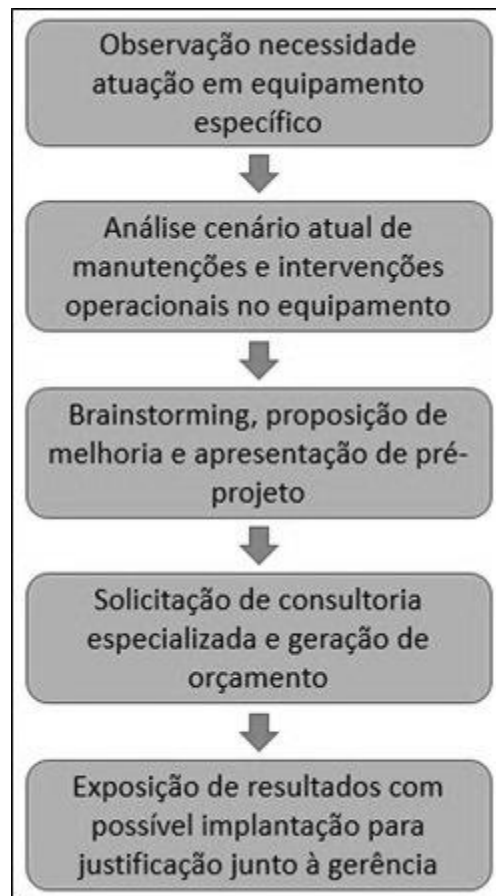 Observação necessidade
atuação em equipamento
específico
Análise cenário atual de
manutenções e intervenções
operacionais no equipamento
Brainstorming, proposição de
melhoria e apresentação de pré-
projeto
Solicitação de consultoria
especializada e geração de
orçamento
Exposição de resultados com
possível implantação para
justificação junto à gerência